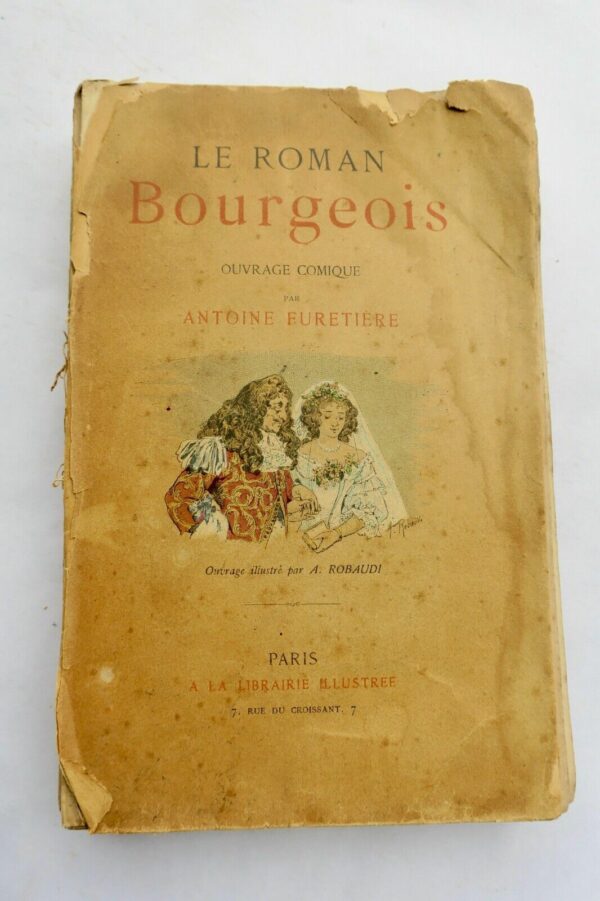 LE ROMAN
Bourgeois
OUVRAGE COMIQUE
PAR
ANTOINE FURETIÈRE
Ouvrage illustré par A. ROBAUDI
PARIS
A LA LIBRAIRIE ILLUSTREE
7, RUE DU CROISSANT, 7